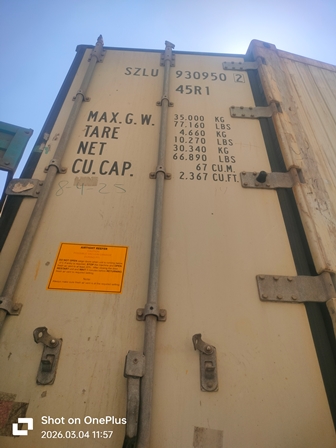 SZLU 930950 2
45R1
MAX.G.W. 35.000 KG
77.160 LBS
TARE 4.660 KG
10.270 LBS
NET 30.340 KG
66.890 LBS
CU.CAP. 67 CU.M.
2.367 CU.FT.
Shot on OnePlus
2026.03.04 11:57